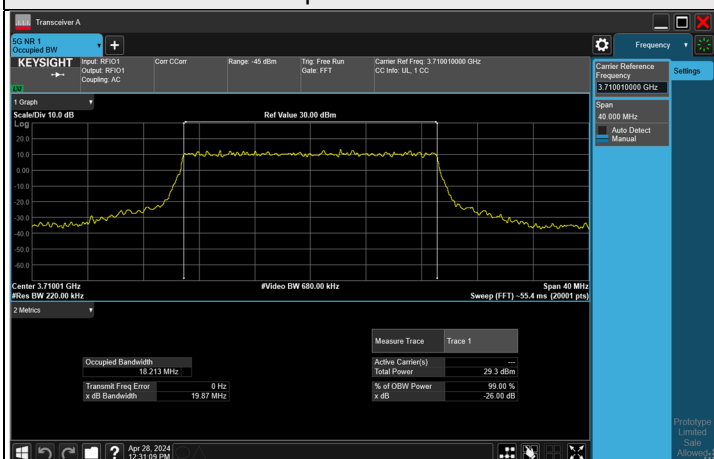 Transceiver A
5G NR 1
Occupied BW
Frequency
KEYSIGHT
Input: RFIO1
Output: RFIO1
Coupling: AC
Corr CCorr
Range: -45 dBm
Trig: Free Run
Gate: FFT
Carrier Ref Freq: 3.710010000 GHz
CC Info: UL, 1 CC
LXI
Carrier Reference
Frequency
3.710010000 GHz
Settings
Span
40.000 MHz
Auto Detect
Manual
1 Graph
Scale/Div 10.0 dB
Ref Value 30.00 dBm
Log
20.0
10.0
0.00
-10.0
-20.0
-30.0
-40.0
-50.0
-60.0
Center 3.71001 GHz
#Video BW 680.00 kHz
Span 40 MHz
#Res BW 220.00 kHz
Sweep (FFT) ~55.4 ms (20001 pts)
2 Metrics
Measure Trace
Trace 1
Occupied Bandwidth
18.213 MHz
Active Carrier(s)
---
Total Power
29.3 dBm
Transmit Freq Error
0 Hz
% of OBW Power
99.00 %
x dB Bandwidth
19.87 MHz
x dB
-26.00 dB
Prototype
Limited
Sale
Allowed
?
Apr 28, 2024
12:31:09 PM